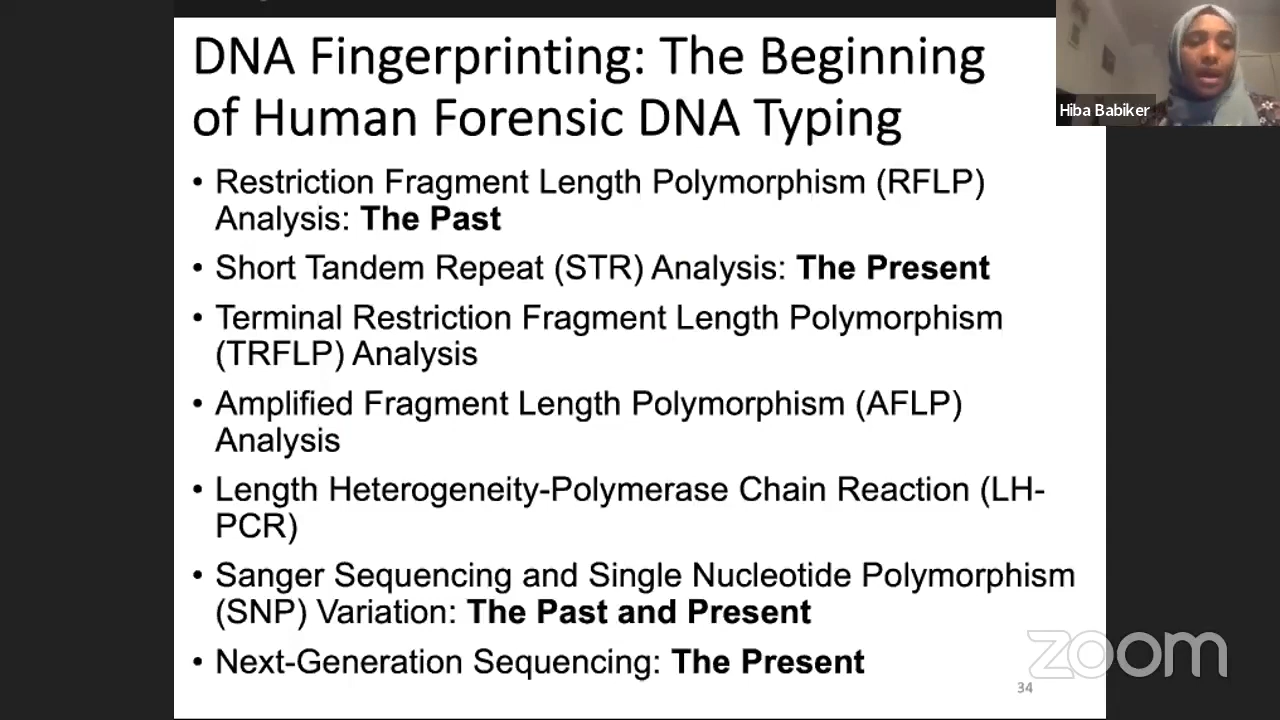 DNA Fingerprinting: The Beginning
of Human Forensic DNA Typing
• Restriction Fragment Length Polymorphism (RFLP)
Analysis: The Past
• Short Tandem Repeat (STR) Analysis: The Present
• Terminal Restriction Fragment Length Polymorphism
(TRFLP) Analysis
• Amplified Fragment Length Polymorphism (AFLP)
Analysis
• Length Heterogeneity-Polymerase Chain Reaction (LH-
PCR)
• Sanger Sequencing and Single Nucleotide Polymorphism
(SNP) Variation: The Past and Present
• Next-Generation Sequencing: The Present
34
Hiba Babiker
zoom